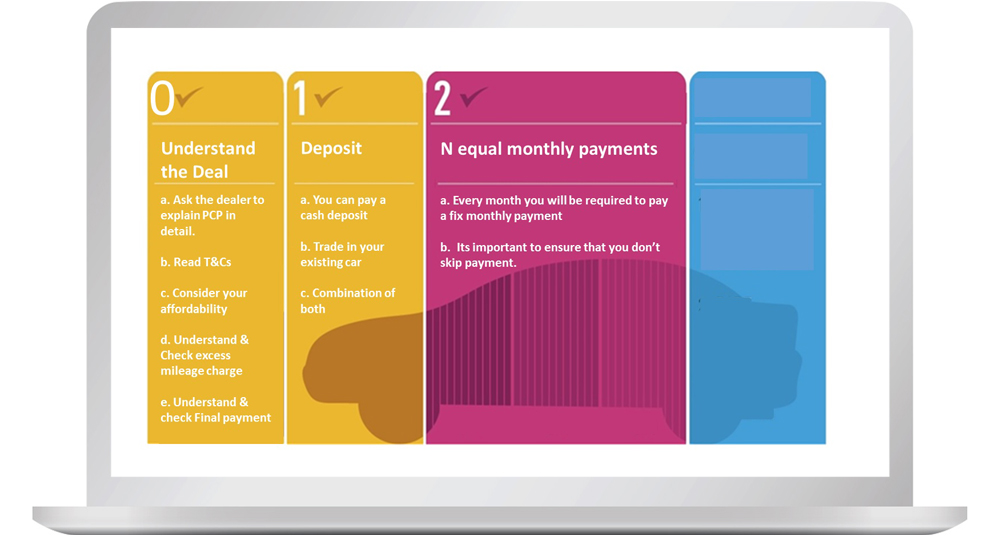 0
Understand
the Deal
a. Ask the dealer to
explain PCP in
detail.
b. Read T&Cs
c. Consider your
affordability
d. Understand &
Check excess
mileage charge
e. Understand &
check Final payment
1
Deposit
a. You can pay a
cash deposit
b. Trade in your
existing car
c. Combination of
both
2
N equal monthly payments
a. Every month you will be required to pay
a fix monthly payment
b.  Its important to ensure that you don't
skip payment.